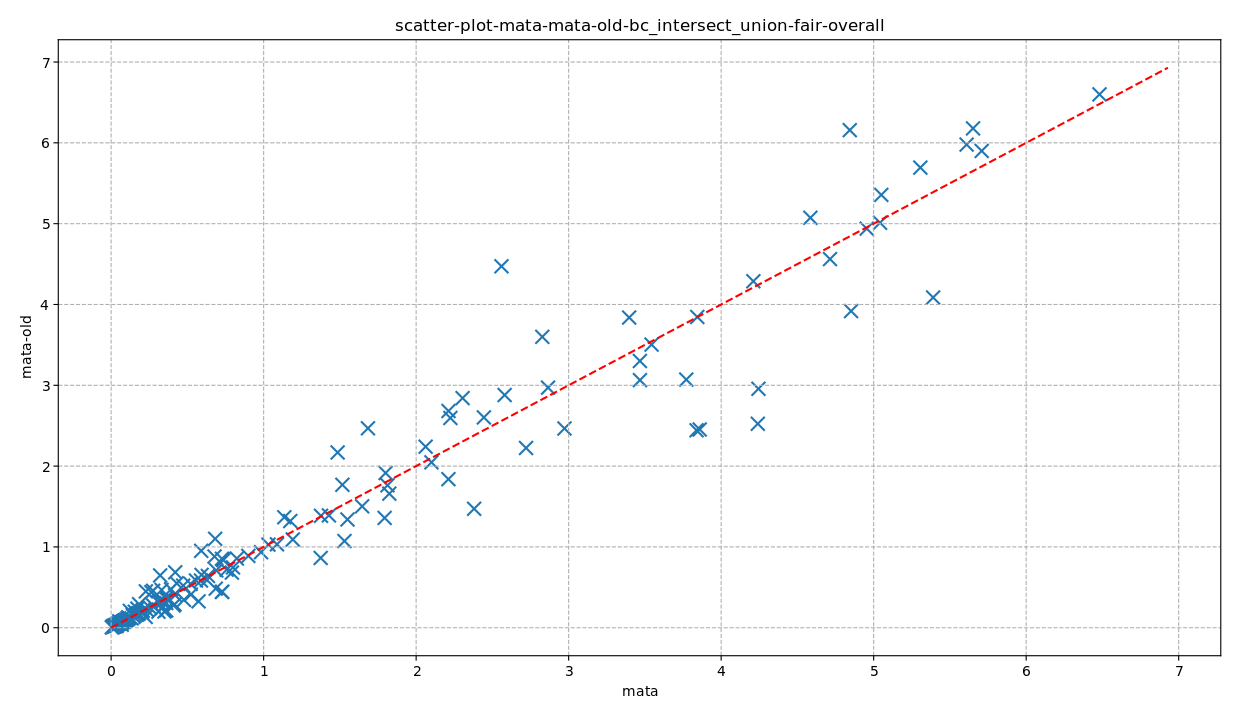 scatter-plot-mata-mata-old-bc_intersect_union-fair-overall
7
6
5
4
3
2
1
0
mata-old
0 1 2 3 4 5 6 7
mata